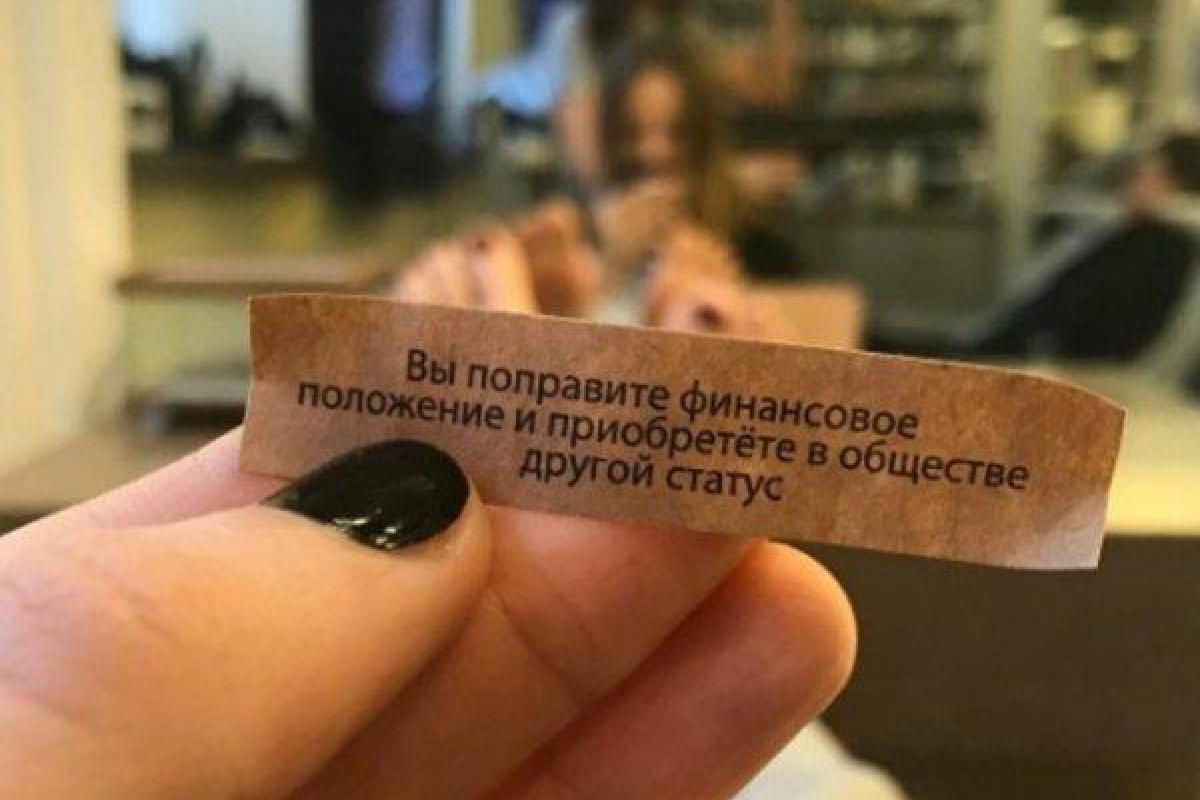 Вы поправите финансовое
положение и приобретёте в обществе
другой статус